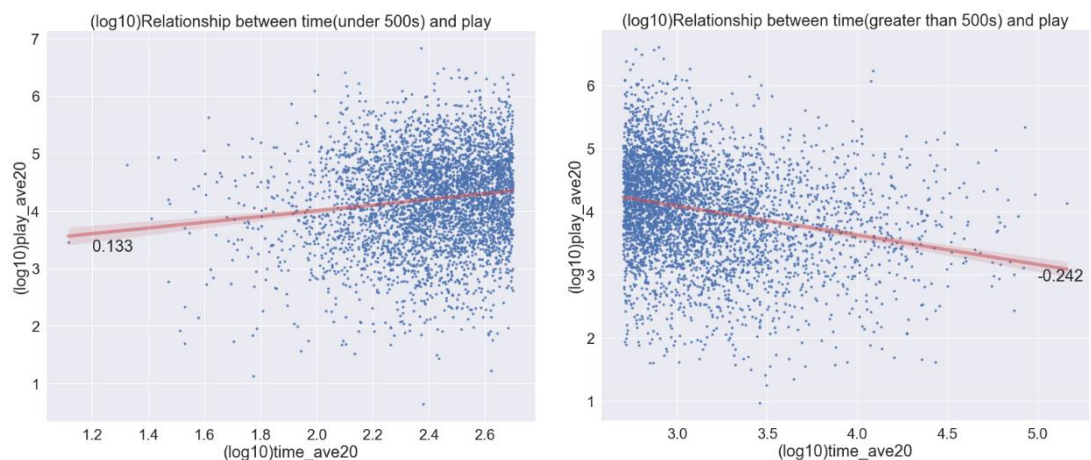 (log10)Relationship between time(under 500s) and play
7
6
5
4
3
2
1
(log10)play_ave20
0.133
1.2 1.4 1.6 1.8 2.0 2.2 2.4 2.6
(log10)time_ave20
(log10)Relationship between time(greater than 500s) and play
6
5
4
3
2
1
(log10)play_ave20
-0.242
3.0 3.5 4.0 4.5 5.0
(log10)time_ave20